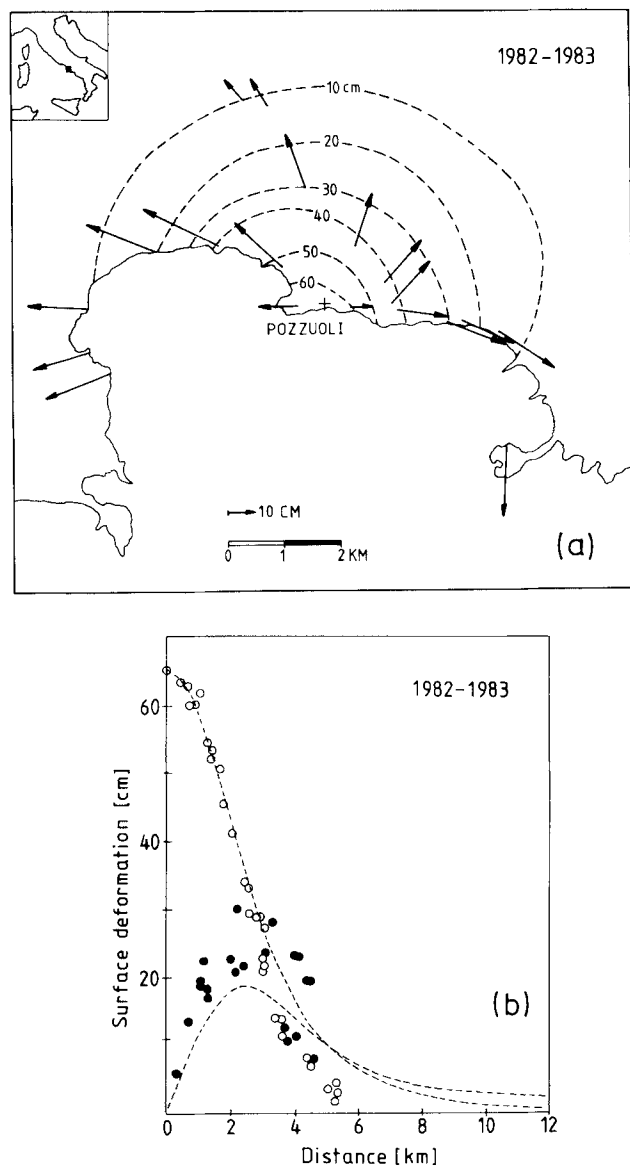 1982-1983
10 cm
20
30
40
50
60
POZZUOLI
10 CM
0 1 2 KM
(a)
1982-1983
60
40
20
Surface deformation [cm]
(b)
0 2 4 6 8 10 12
Distance [km]